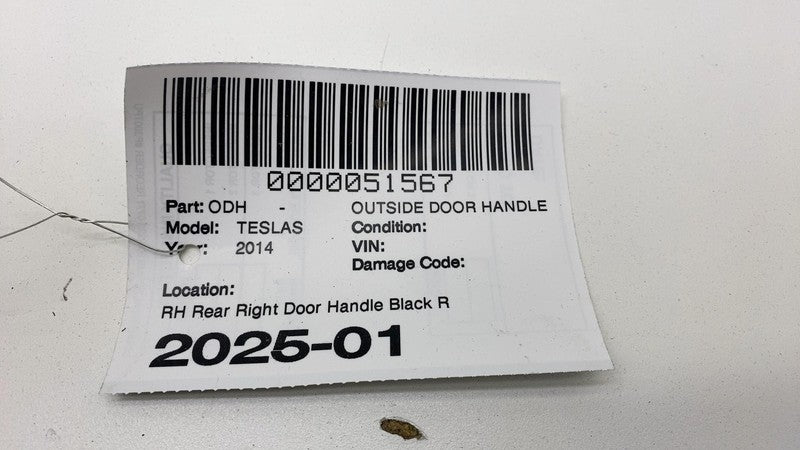 0000051567
Part: ODH - OUTSIDE DOOR HANDLE
Model: TESLAS Condition:
Year: 2014 VIN:
Damage Code:
Location:
RH Rear Right Door Handle Black R
2025-01